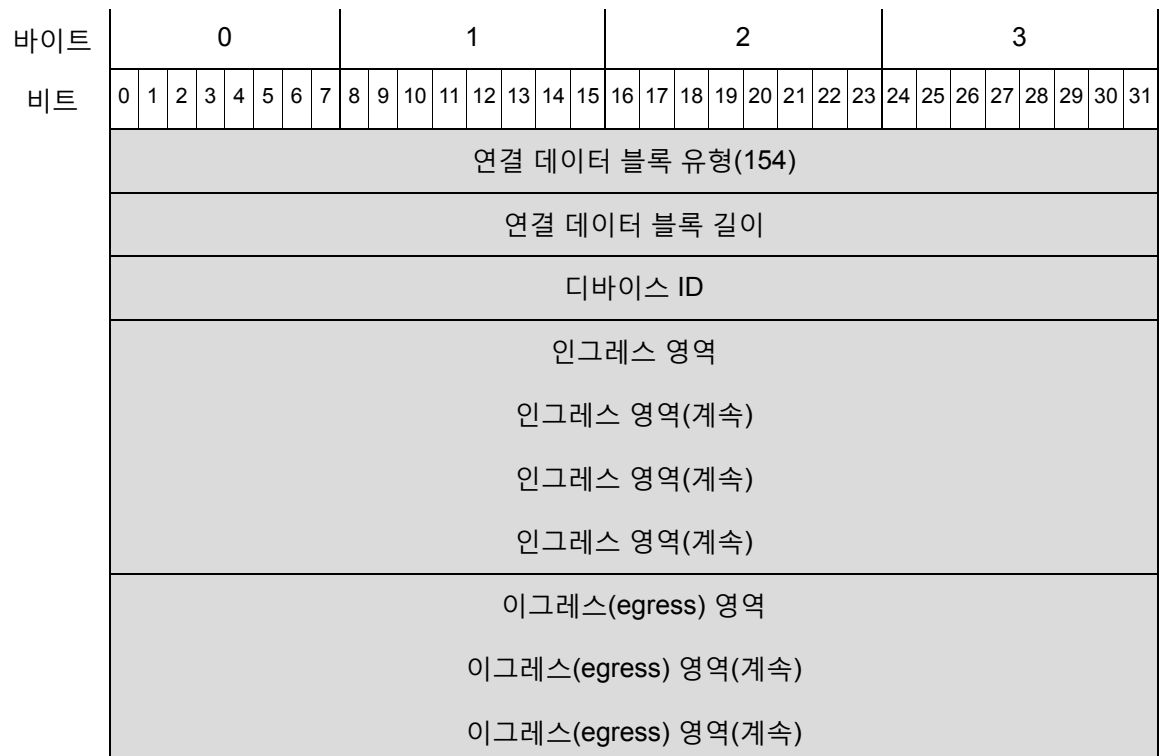 바이트 0 1 2 3
비트 0 1 2 3 4 5 6 7 8 9 10 11 12 13 14 15 16 17 18 19 20 21 22 23 24 25 26 27 28 29 30 31
연결 데이터 블록 유형(154)
연결 데이터 블록 길이
디바이스 ID
인그레스 영역
인그레스 영역(계속)
인그레스 영역(계속)
인그레스 영역(계속)
이그레스(egress) 영역
이그레스(egress) 영역(계속)
이그레스(egress) 영역(계속)